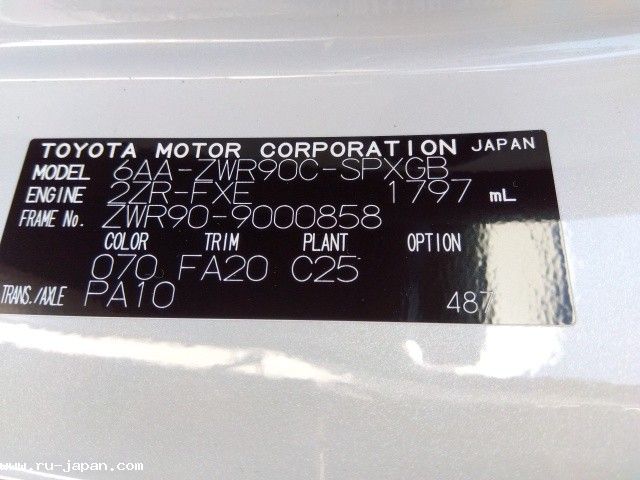 TOYOTA MOTOR CORPORATION JAPAN
MODEL 6AA-ZWR90C-SPXGB
ENGINE 2ZR-FXE 1797 mL
FRAME No. ZWR90-9000858
COLOR TRIM PLANT OPTION
070 FA20 C25
TRANS./AXLE PA10 487
www.ru-japan.com